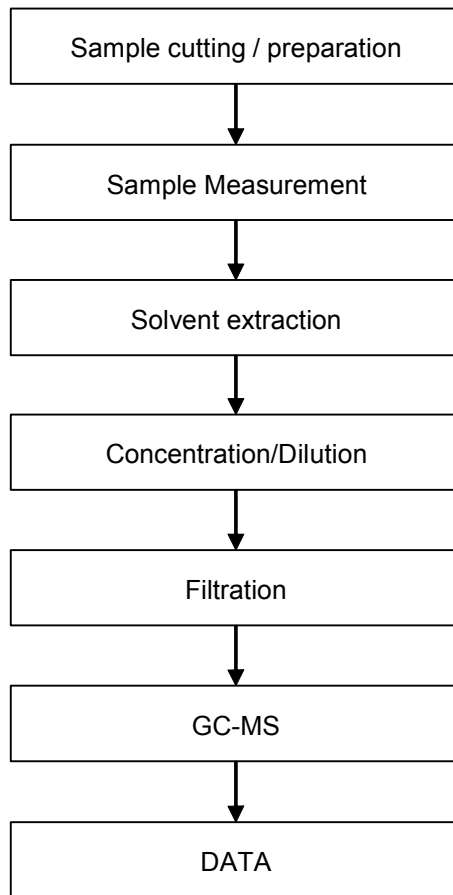 Sample cutting / preparation
Sample Measurement
Solvent extraction
Concentration/Dilution
Filtration
GC-MS
DATA